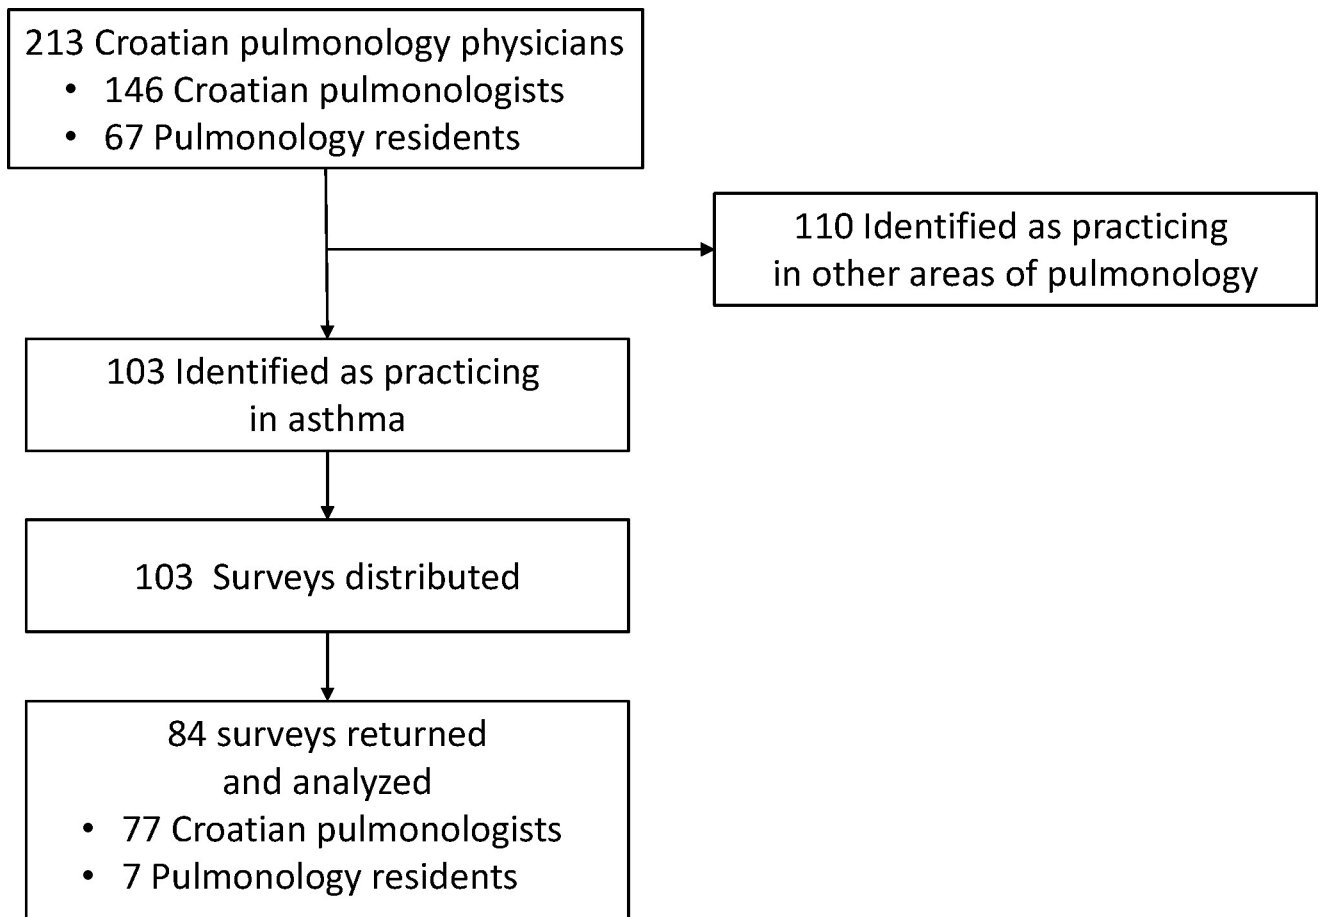 213 Croatian pulmonology physicians
• 146 Croatian pulmonologists
• 67 Pulmonology residents
110 Identified as practicing
in other areas of pulmonology
103 Identified as practicing
in asthma
103  Surveys distributed
84 surveys returned
and analyzed
• 77 Croatian pulmonologists
• 7 Pulmonology residents